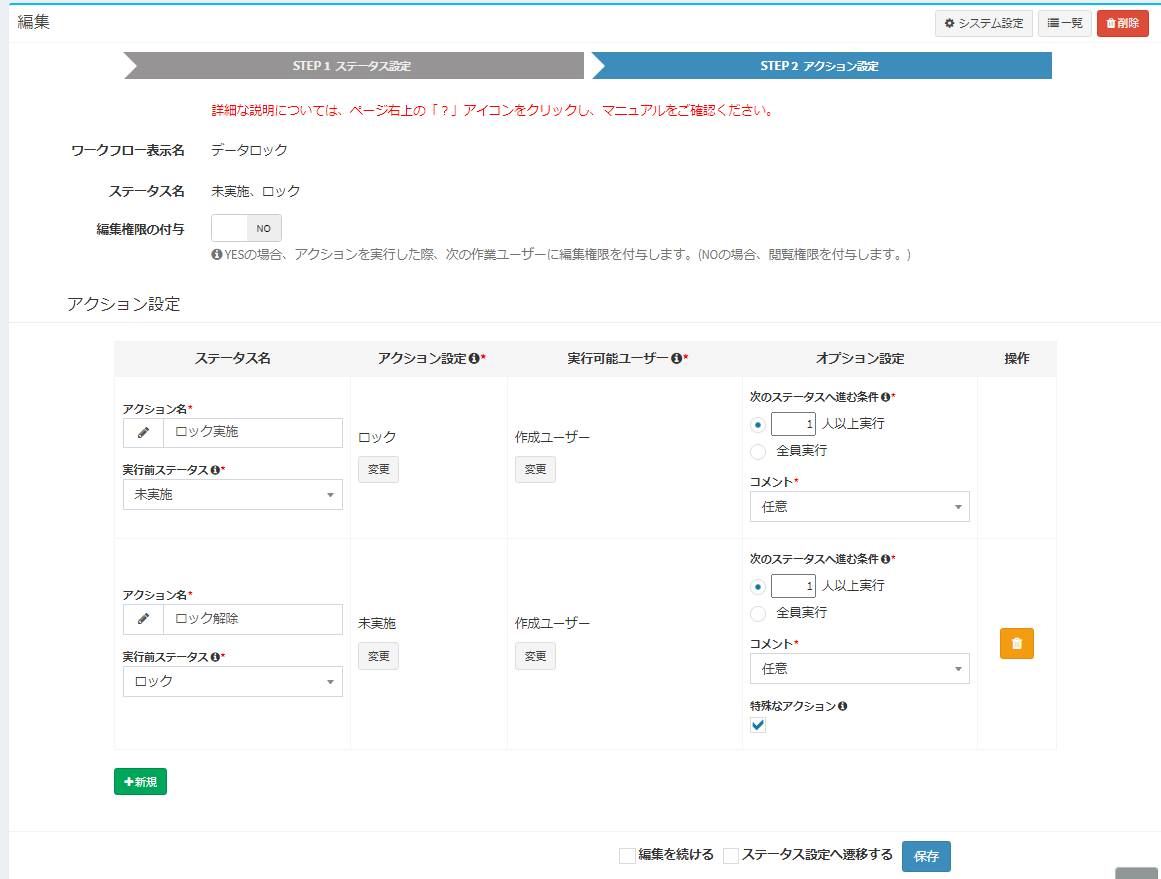 編集
システム設定
一覧
削除
STEP 1 ステータス設定
STEP 2 アクション設定
詳細な説明については、ページ右上の「?」アイコンをクリックし、マニュアルをご確認ください。
ワークフロー表示名 データロック
ステータス名 未実施、ロック
編集権限の付与 NO
YESの場合、アクションを実行した際、次の作業ユーザーに編集権限を付与します。(NOの場合、閲覧権限を付与します。)
アクション設定
ステータス名 アクション設定* 実行可能ユーザー* オプション設定 操作
アクション名*
ロック実施
実行前ステータス*
未実施
ロック
変更
作成ユーザー
変更
次のステータスへ進む条件*
1 人以上実行
全員実行
コメント*
任意
アクション名*
ロック解除
実行前ステータス*
ロック
未実施
変更
作成ユーザー
変更
次のステータスへ進む条件*
1 人以上実行
全員実行
コメント*
任意
特殊なアクション
+新規
編集を続ける
ステータス設定へ遷移する
保存